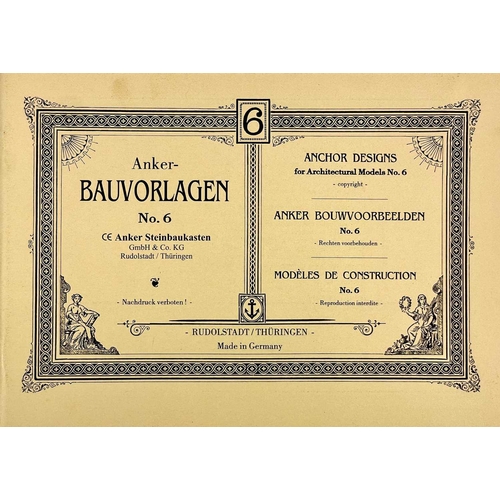 6
Anker-
BAUVORLAGEN
No. 6
CE Anker Steinbaukasten
GmbH & Co. KG
Rudolstadt / Thüringen
- Nachdruck verboten ! -
ANCHOR DESIGNS
for Architectural Models No. 6
- copyright -
ANKER BOUWVOORBEELDEN
No. 6
- Rechten voorbehouden -
MODÈLES DE CONSTRUCTION
No. 6
- Reproduction interdite -
- RUDOLSTADT / THÜRINGEN -
Made in Germany